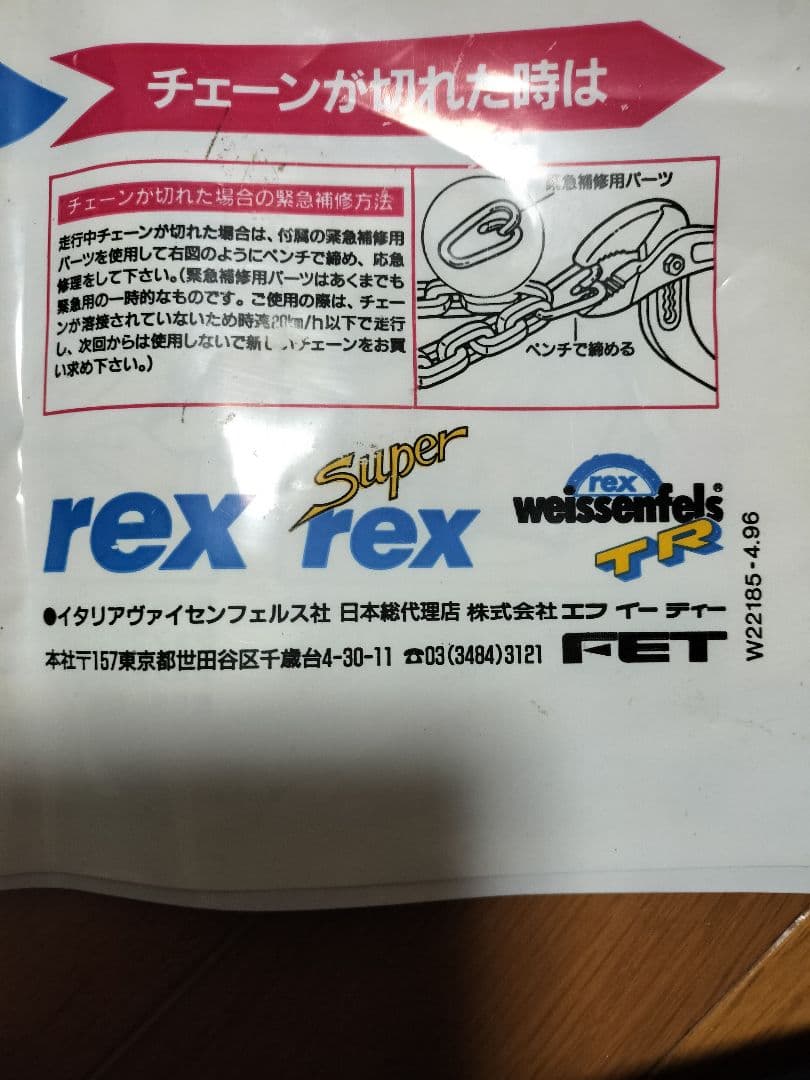 チェーンが切れた時は
チェーンが切れた場合の緊急補修方法
走行中チェーンが切れた場合は、付属の緊急補修用
パーツを使用して右図のようにペンチで締め、応急
修理をして下さい。(緊急補修用パーツはあくまでも
緊急用の一時的なものです。ご使用の際は、チェー
ンが溶接されていないため時速20km/h以下で走行
し、次回からは使用しないで新しいチェーンをお買
い求め下さい。)
緊急補修用パーツ
ペンチで締める
rex
Super
rex
rex
weissenfels®
TR
●イタリアヴァイセンフェルス社 日本総代理店 株式会社エフ イー ティー
本社〒157東京都世田谷区千歳台4-30-11 ☎03(3484)3121 FET
W22185-4.96